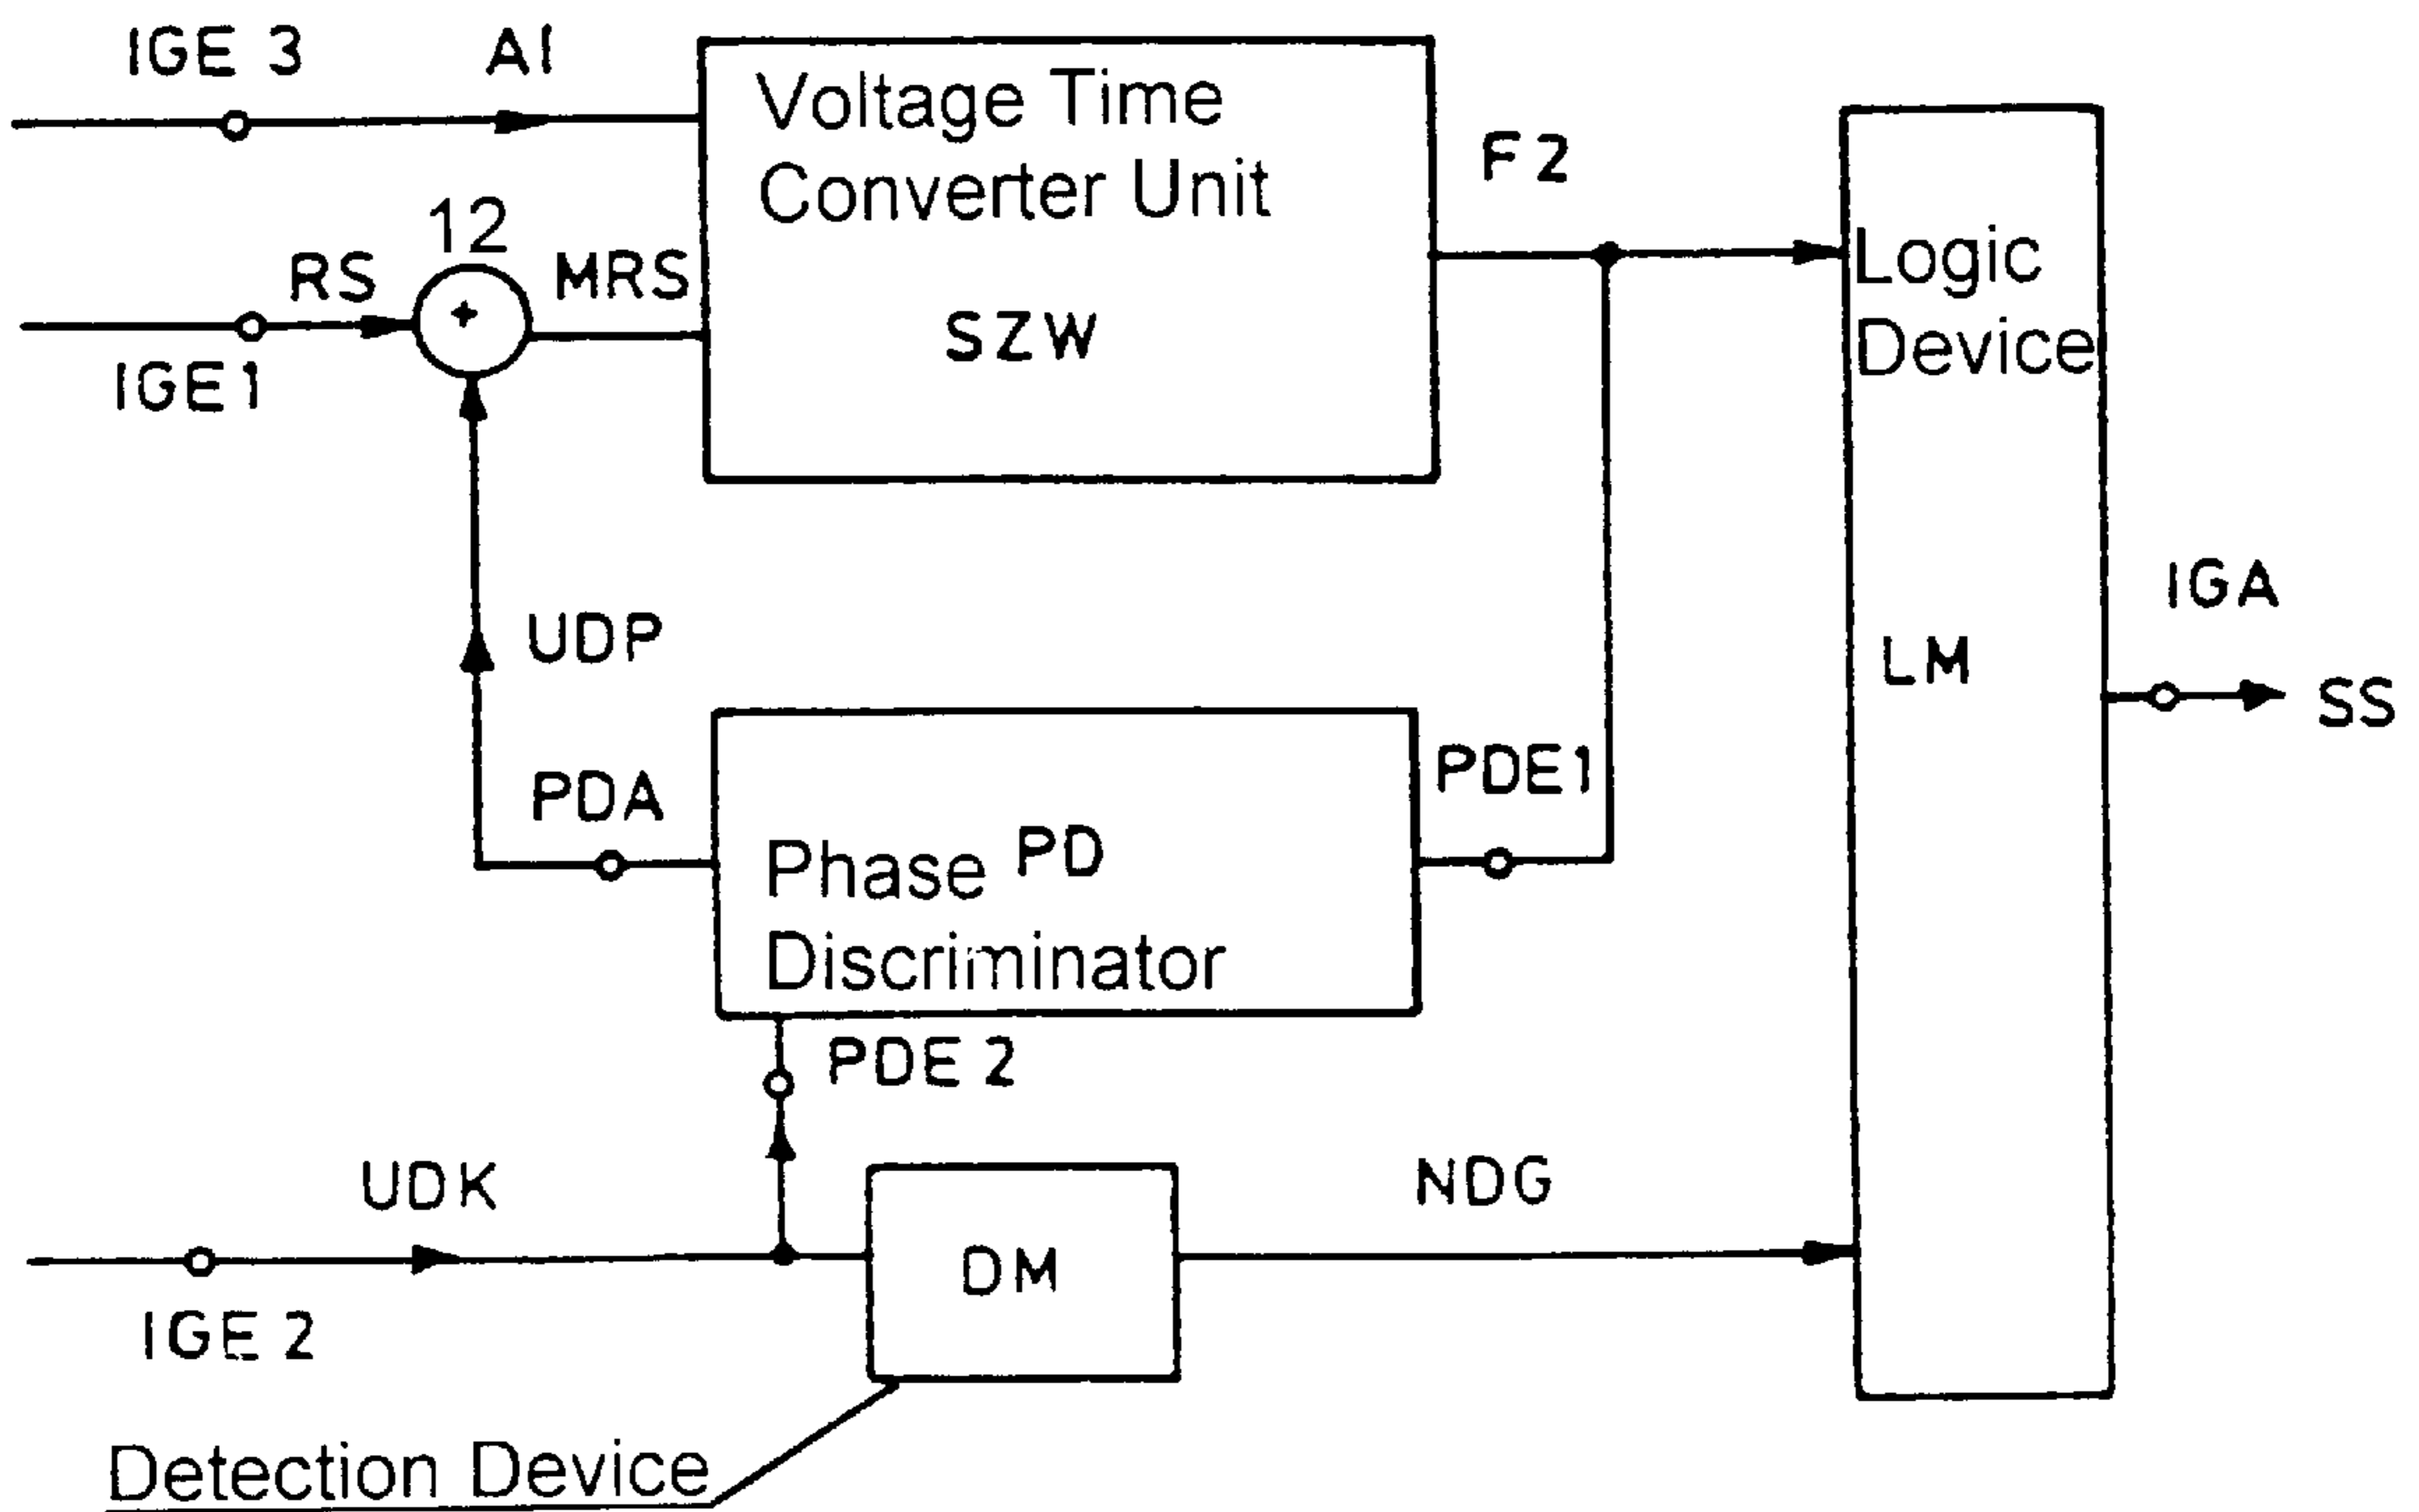 IGE 3
AI
Voltage Time
Converter Unit
SZW
F2
Logic
Device
12
RS
MRS
IGE1
UDP
LM
IGA
SS
PDA
PDE1
Phase PD
Discriminator
PDE 2
UDK
NDG
DM
IGE 2
Detection Device